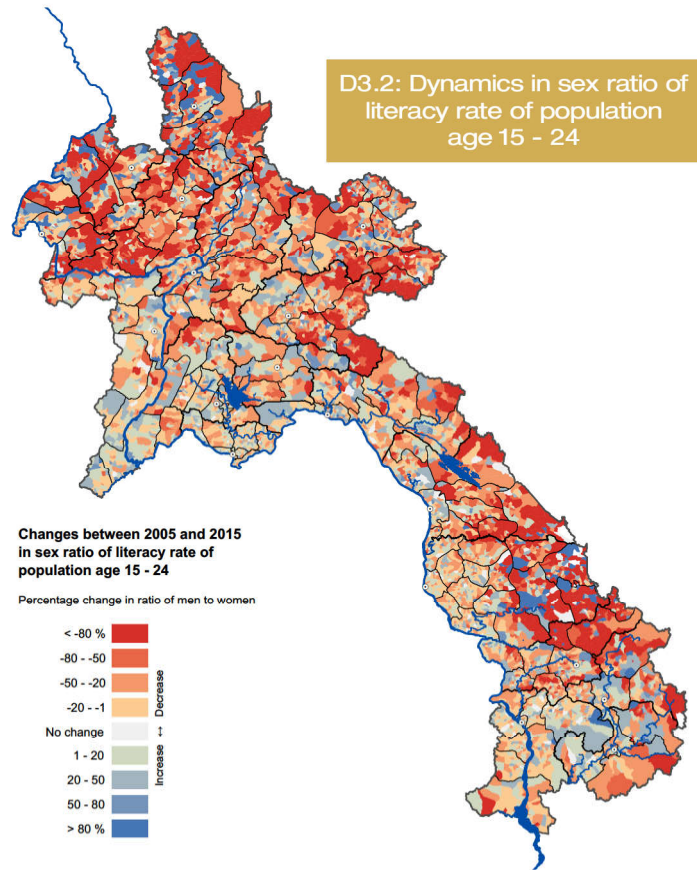 D3.2: Dynamics in sex ratio of
literacy rate of population
age 15 - 24
Changes between 2005 and 2015
in sex ratio of literacy rate of
population age 15 - 24
Percentage change in ratio of men to women
< -80 %
-80 - -50
-50 - -20
-20 - -1
No change
1 - 20
20 - 50
50 - 80
> 80 %
Decrease
↔
Increase